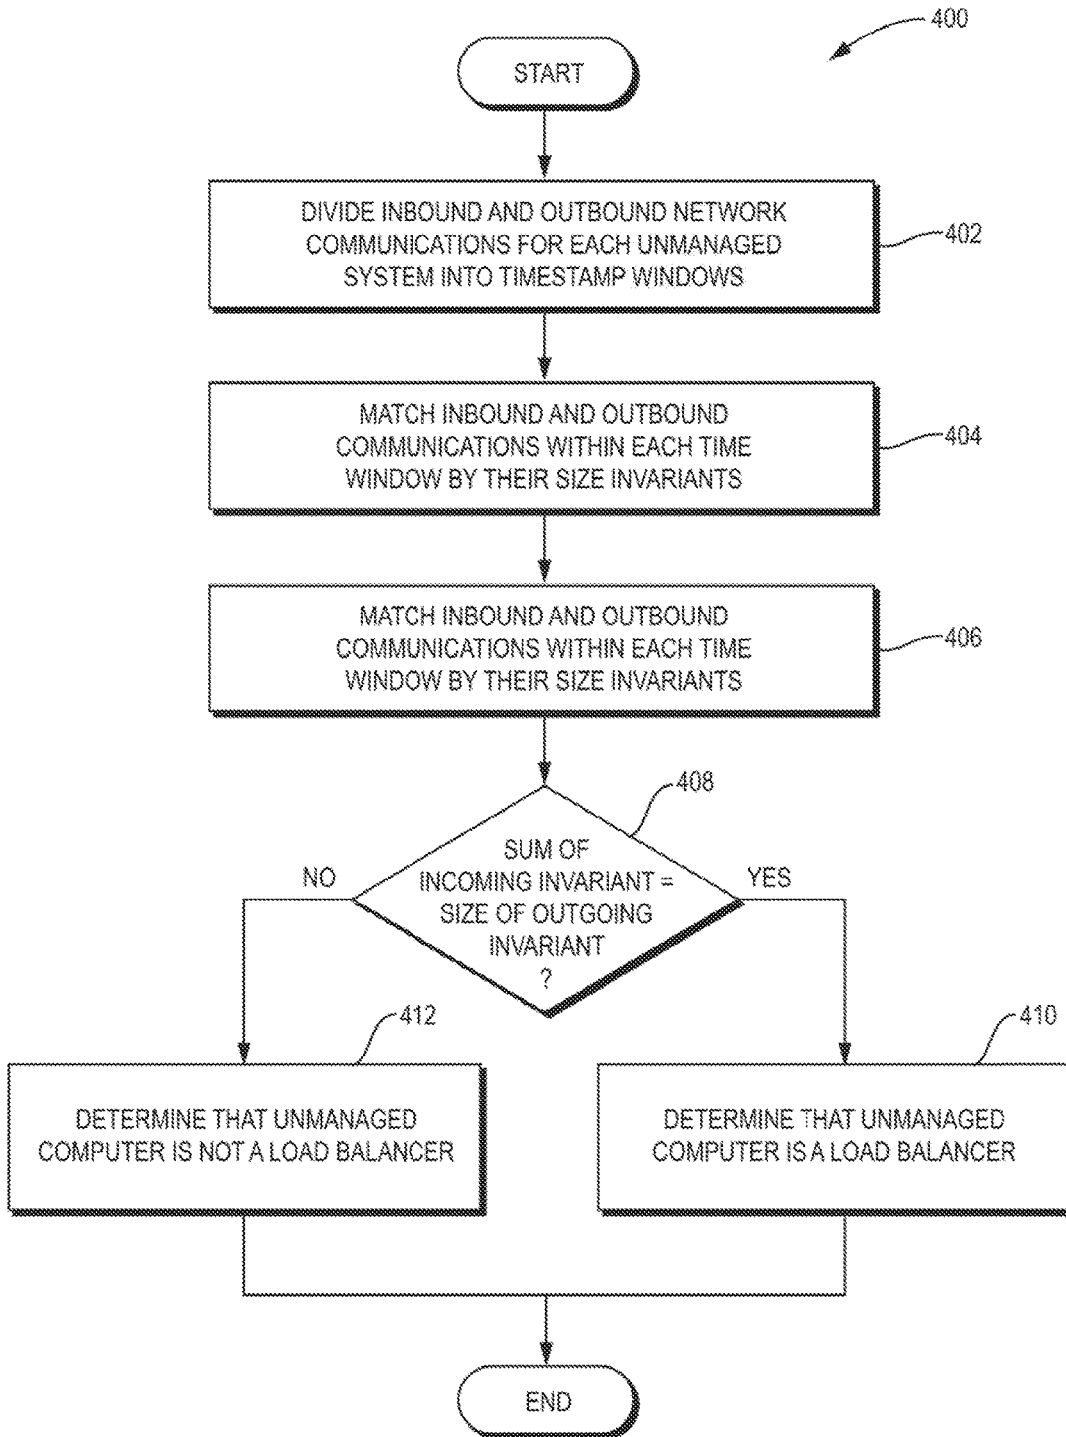 400
START
DIVIDE INBOUND AND OUTBOUND NETWORK
COMMUNICATIONS FOR EACH UNMANAGED
SYSTEM INTO TIMESTAMP WINDOWS
402
MATCH INBOUND AND OUTBOUND
COMMUNICATIONS WITHIN EACH TIME
WINDOW BY THEIR SIZE INVARIANTS
404
MATCH INBOUND AND OUTBOUND
COMMUNICATIONS WITHIN EACH TIME
WINDOW BY THEIR SIZE INVARIANTS
406
408
SUM OF
INCOMING INVARIANT =
SIZE OF OUTGOING
INVARIANT
?
NO
YES
412
DETERMINE THAT UNMANAGED
COMPUTER IS NOT A LOAD BALANCER
410
DETERMINE THAT UNMANAGED
COMPUTER IS A LOAD BALANCER
END